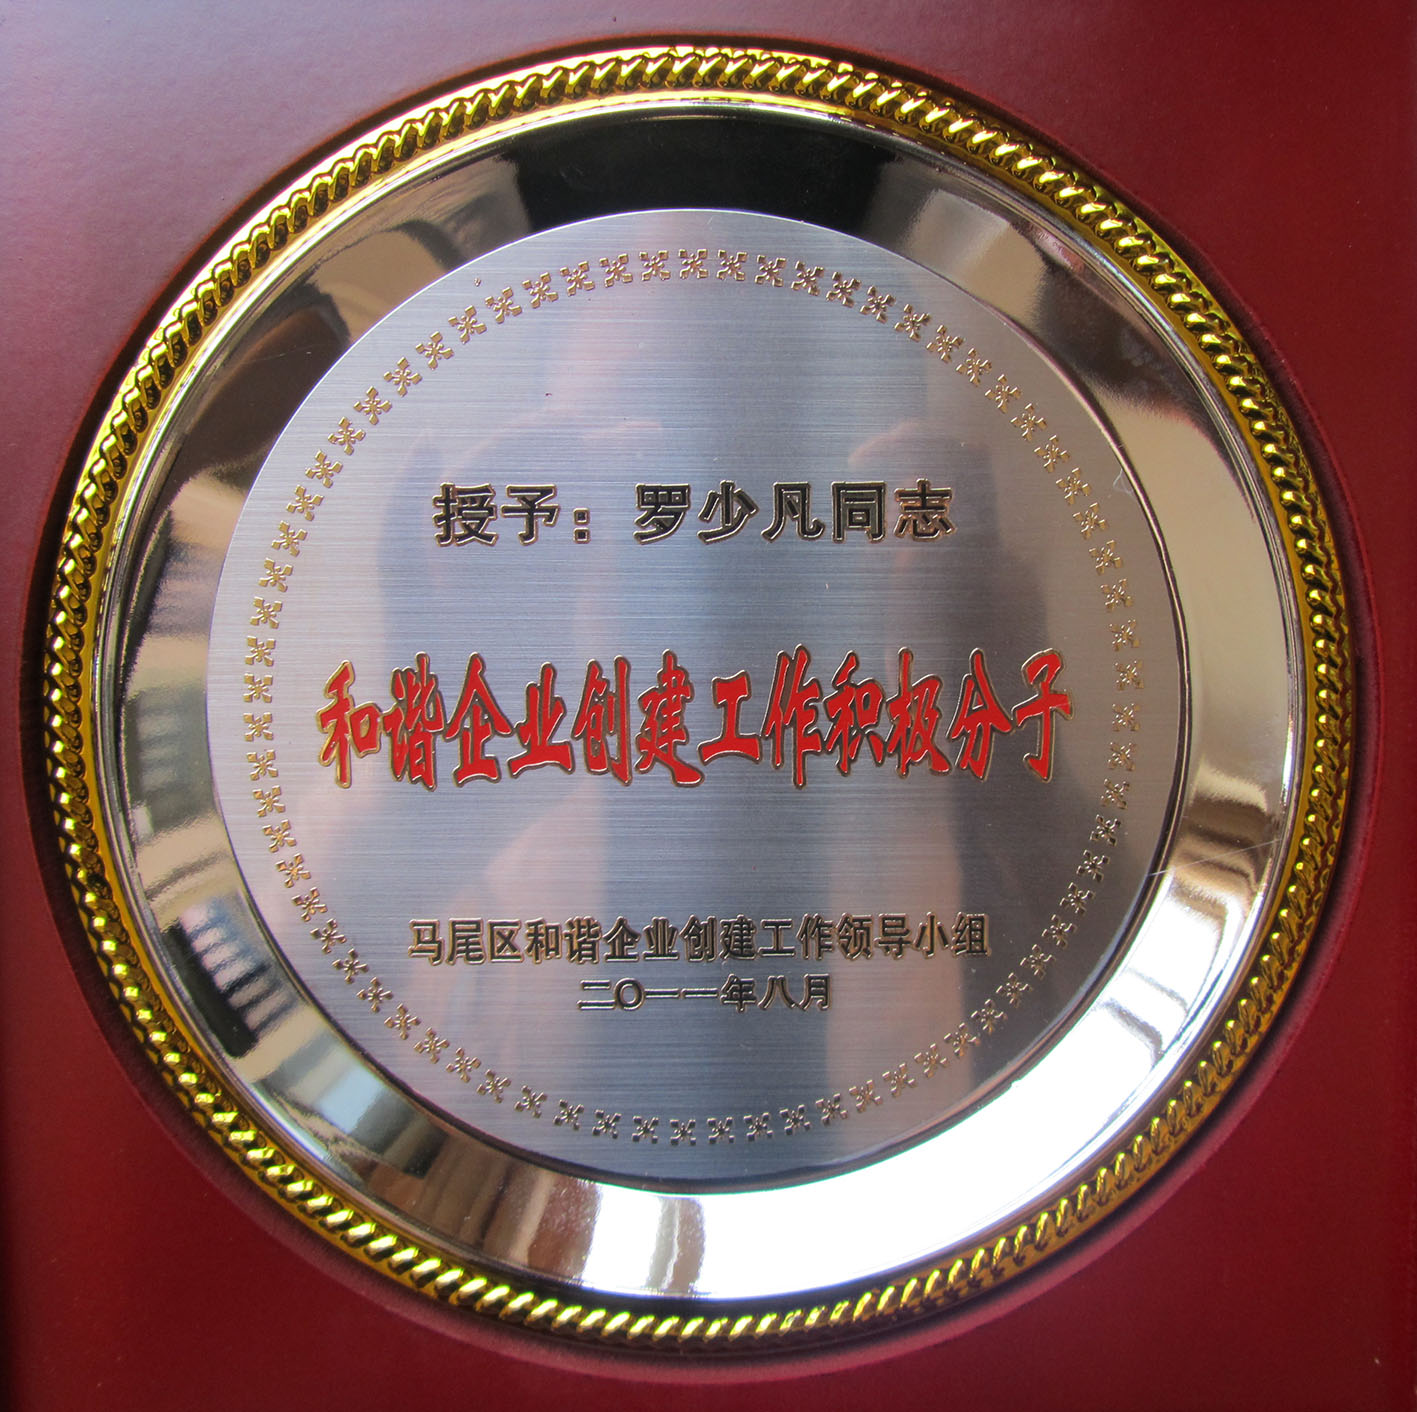 授予：罗少凡同志
和谐企业创建工作积极分子
马尾区和谐企业创建工作领导小组
二〇一一年八月